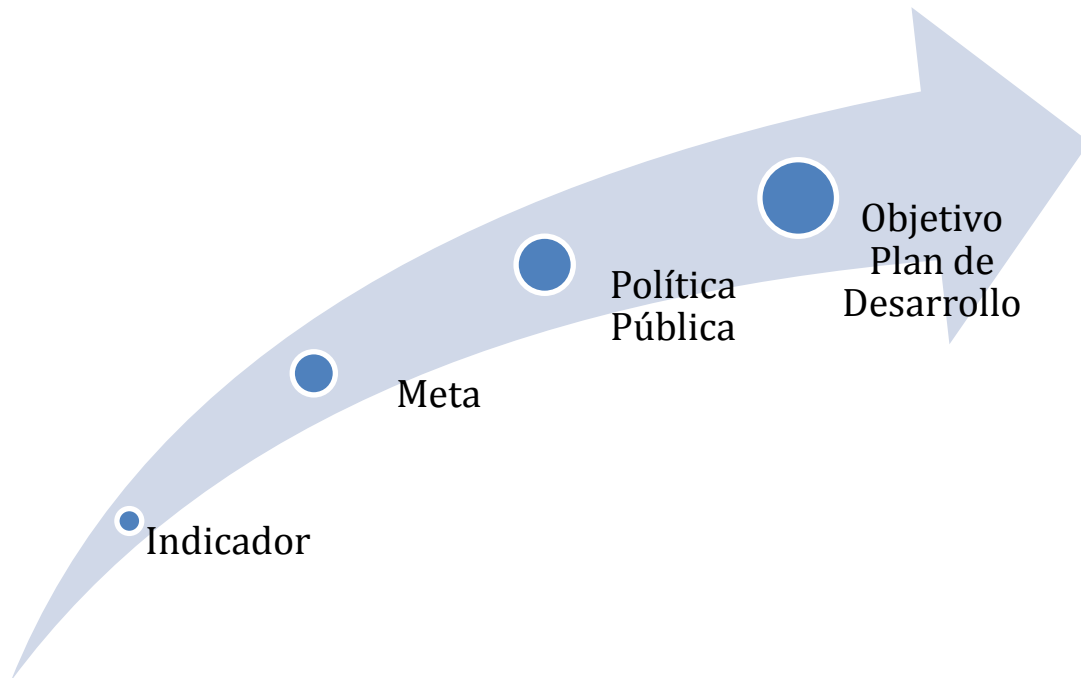 Objetivo
Plan de
Desarrollo
Política
Pública
Meta
Indicador